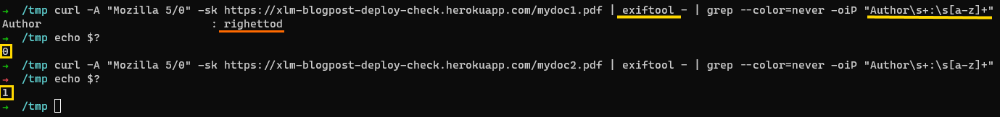 → /tmp curl -A "Mozilla 5/0" -sk https://xlm-blogpost-deploy-check.herokuapp.com/mydoc1.pdf | exiftool - | grep --color=never -oiP "Author\s+:\s[a-z]+"
Author                          : righettod
→ /tmp echo $?
0
→ /tmp curl -A "Mozilla 5/0" -sk https://xlm-blogpost-deploy-check.herokuapp.com/mydoc2.pdf | exiftool - | grep --color=never -oiP "Author\s+:\s[a-z]+"
→ /tmp echo $?
1
→ /tmp